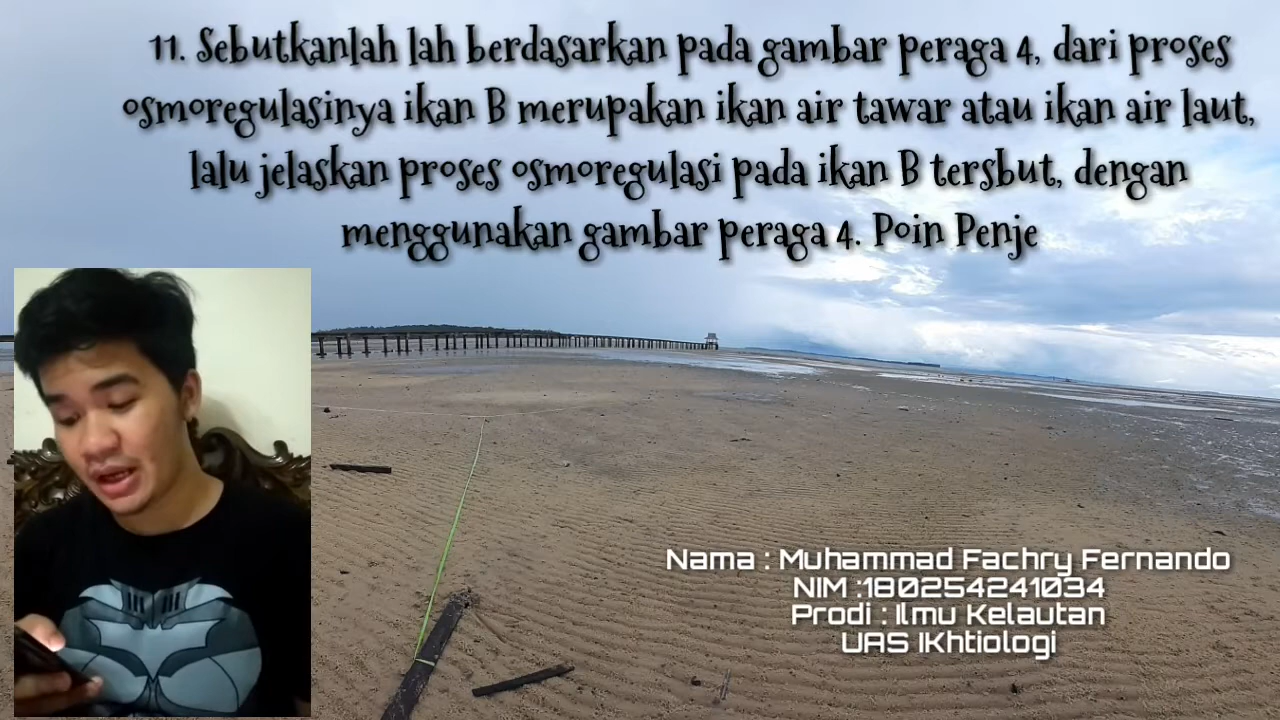 11. Sebutkanlah lah berdasarkan pada gambar peraga 4, dari proses
osmoregulasinya ikan B merupakan ikan air tawar atau ikan air laut,
lalu jelaskan proses osmoregulasi pada ikan B tersbut, dengan
menggunakan gambar peraga 4. Poin Penje
Nama : Muhammad Fachry Fernando
NIM :180254241034
Prodi : Ilmu Kelautan
UAS IKhtiologi